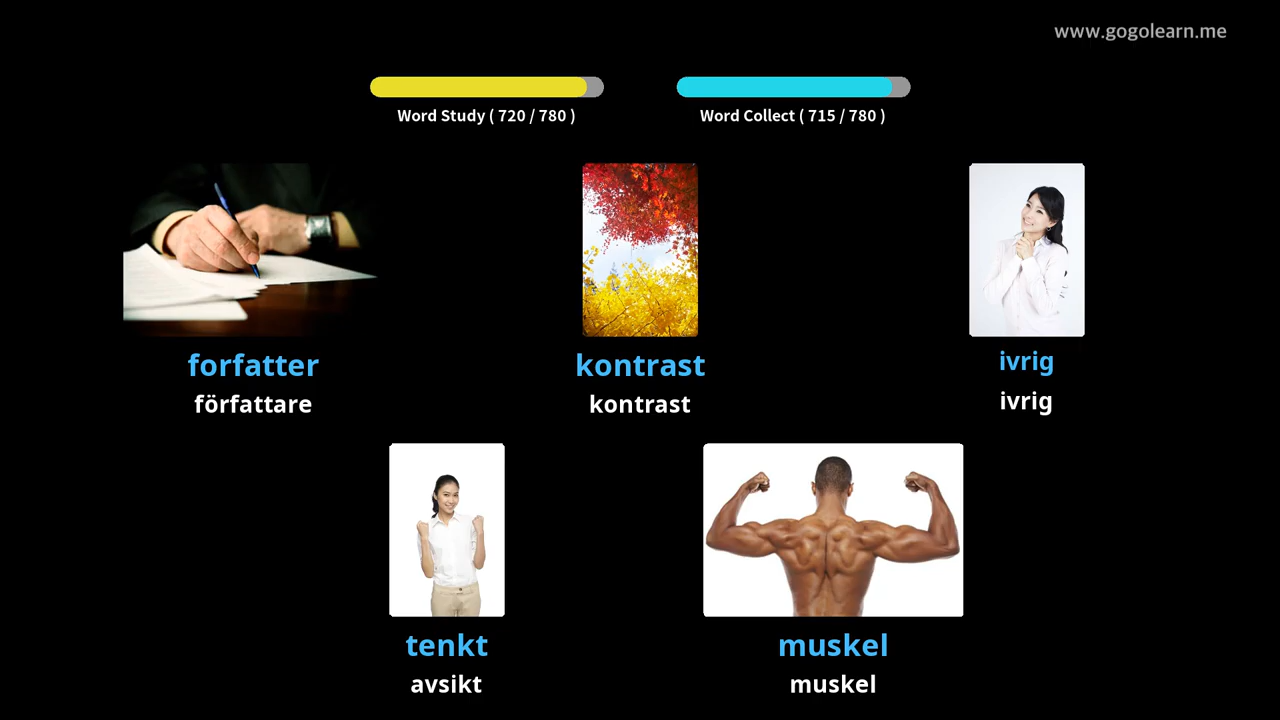 www.gogolearn.me
Word Study ( 720 / 780 )
Word Collect ( 715 / 780 )
forfatter
författare
kontrast
kontrast
ivrig
ivrig
tenkt
avsikt
muskel
muskel